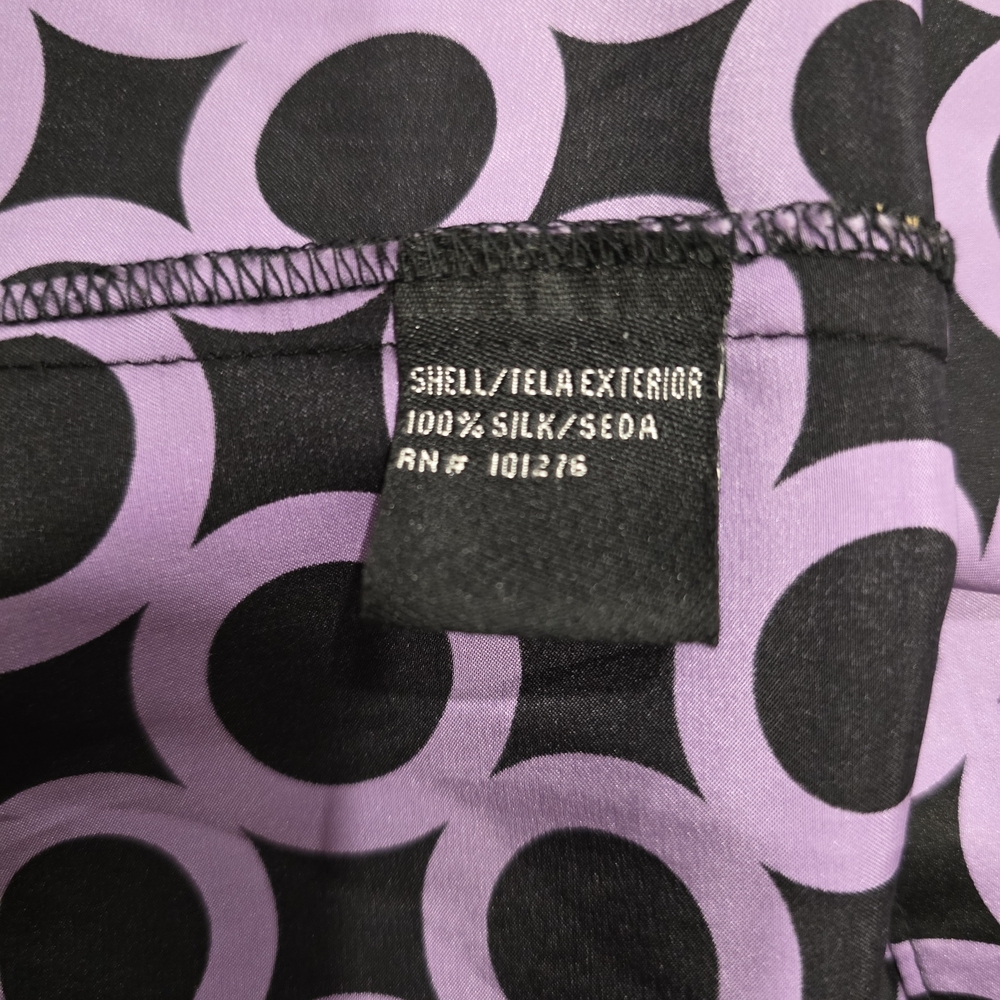 SHELL/TELA EXTERIOR
100% SILK/SEDA
RN# 101276